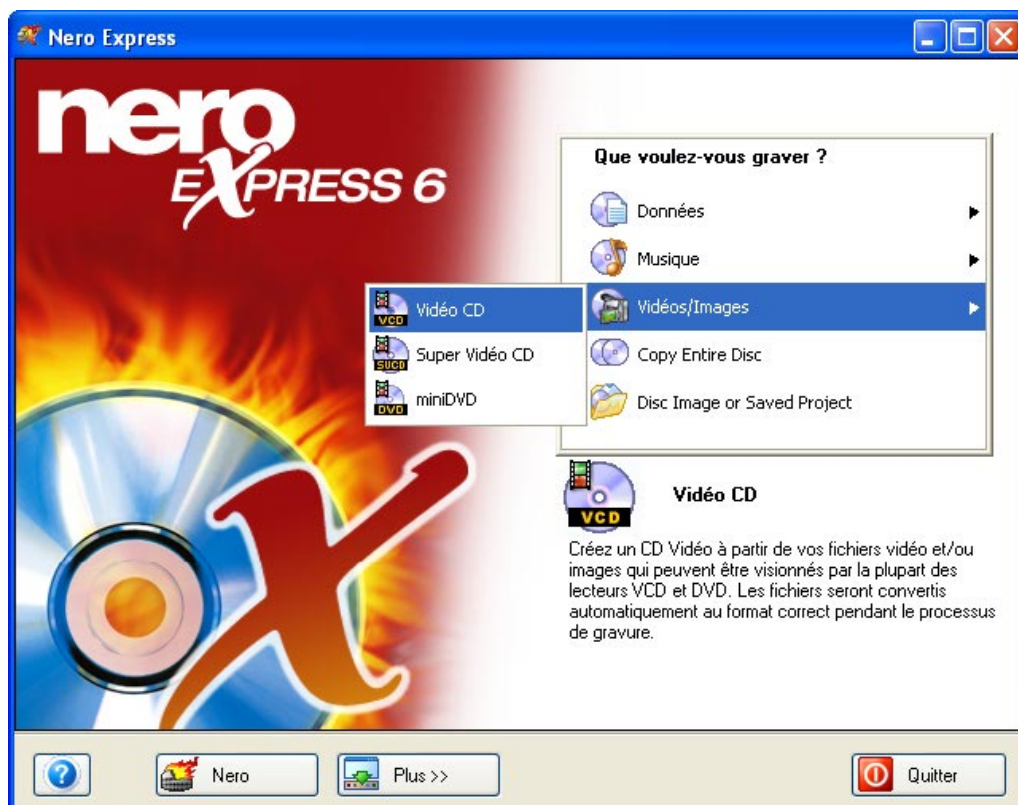 Nero Express
nero
EXPRESS 6
Que voulez-vous graver ?
Données
Musique
Vidéos/Images
Copy Entire Disc
Disc Image or Saved Project
VCD
Vidéo CD
SVCD
Super Vidéo CD
DVD
miniDVD
VCD
Vidéo CD
Créez un CD Vidéo à partir de vos fichiers vidéo et/ou
images qui peuvent être visionnés par la plupart des
lecteurs VCD et DVD. Les fichiers seront convertis
automatiquement au format correct pendant le processus
de gravure.
?
Nero
Plus >>
Quitter